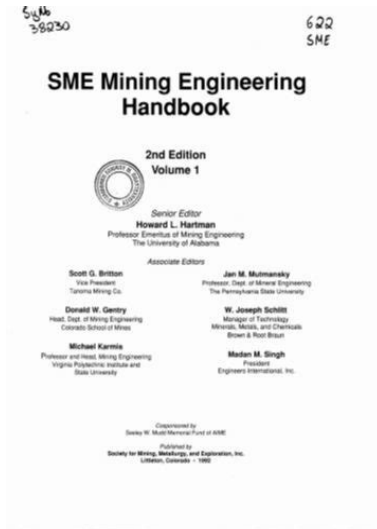 SyNo
38230
622
SME
SME Mining Engineering
Handbook
2nd Edition
Volume 1
Senior Editor
Howard L. Hartman
Professor Emeritus of Mining Engineering
The University of Alabama
Associate Editors
Scott G. Britton
Vice President
Tanoma Mining Co.
Donald W. Gentry
Head, Dept. of Mining Engineering
Colorado School of Mines
Michael Karmis
Professor and Head, Mining Engineering
Virginia Polytechnic Institute and
State University
Jan M. Mutmansky
Professor, Dept. of Mineral Engineering
The Pennsylvania State University
W. Joseph Schlitt
Manager of Technology
Minerals, Metals, and Chemicals
Brown & Root Braun
Madan M. Singh
President
Engineers International, Inc.
Cosponsored by
Seeley W. Mudd Memorial Fund of AIME
Published by
Society for Mining, Metallurgy, and Exploration, Inc.
Littleton, Colorado • 1992